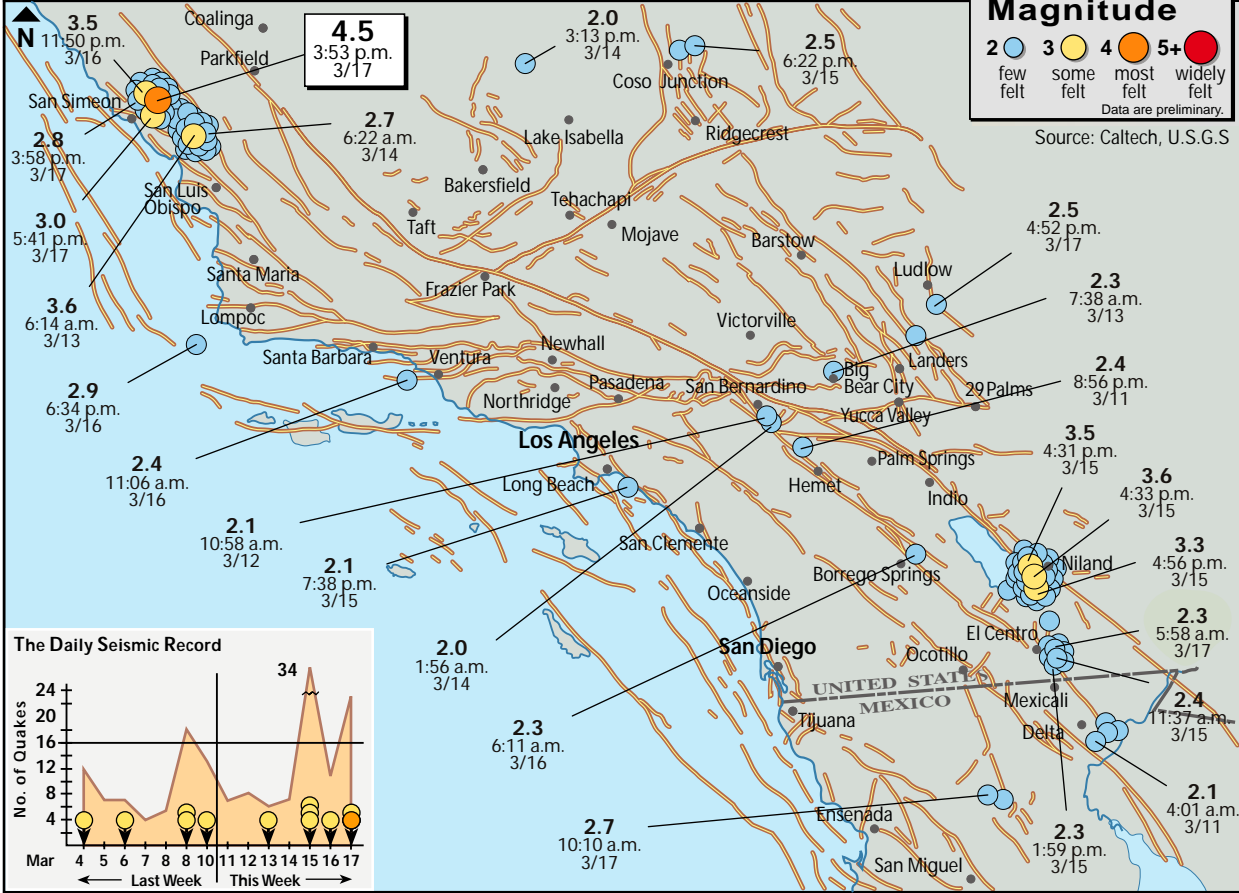 N
3.5
11:50 p.m.
3/16
Coalinga
Parkfield
4.5
3:53 p.m.
3/17
2.0
3:13 p.m.
3/14
2.5
6:22 p.m.
3/15
Coso Junction
Magnitude
2 3 4 5+
few felt
some felt
most felt
widely felt
Data are preliminary.
Source: Caltech, U.S.G.S
San Simeon
2.8
3:58 p.m.
3/17
2.7
6:22 a.m.
3/14
Lake Isabella
Ridgecrest
Bakersfield
San Luis
Obispo
Tehachapi
Taft
Mojave
Barstow
3.0
5:41 p.m.
3/17
2.5
4:52 p.m.
3/17
Santa Maria
Frazier Park
Ludlow
2.3
7:38 a.m.
3/13
3.6
6:14 a.m.
3/13
Lompoc
Victorville
Santa Barbara
Ventura
Newhall
Landers
Big
Bear City
2.4
8:56 p.m.
3/11
2.9
6:34 p.m.
3/16
Northridge
Pasadena
San Bernardino
29 Palms
Yucca Valley
Los Angeles
3.5
4:31 p.m.
3/15
2.4
11:06 a.m.
3/16
Long Beach
Palm Springs
Hemet
Indio
3.6
4:33 p.m.
3/15
2.1
10:58 a.m.
3/12
San Clemente
3.3
4:56 p.m.
3/15
2.1
7:38 p.m.
3/15
Niland
Borrego Springs
Oceanside
2.3
5:58 a.m.
3/17
El Centro
2.0
1:56 a.m.
3/14
San Diego
Ocotillo
UNITED STATES
MEXICO
Mexicali
2.4
11:37 a.m.
3/15
Tijuana
Delta
2.3
6:11 a.m.
3/16
2.1
4:01 a.m.
3/11
2.7
10:10 a.m.
3/17
Ensenada
2.3
1:59 p.m.
3/15
San Miguel
The Daily Seismic Record
34
No. of Quakes
24
20
16
12
8
4
Mar 4 5 6 7 8 9 10 11 12 13 14 15 16 17
Last Week This Week